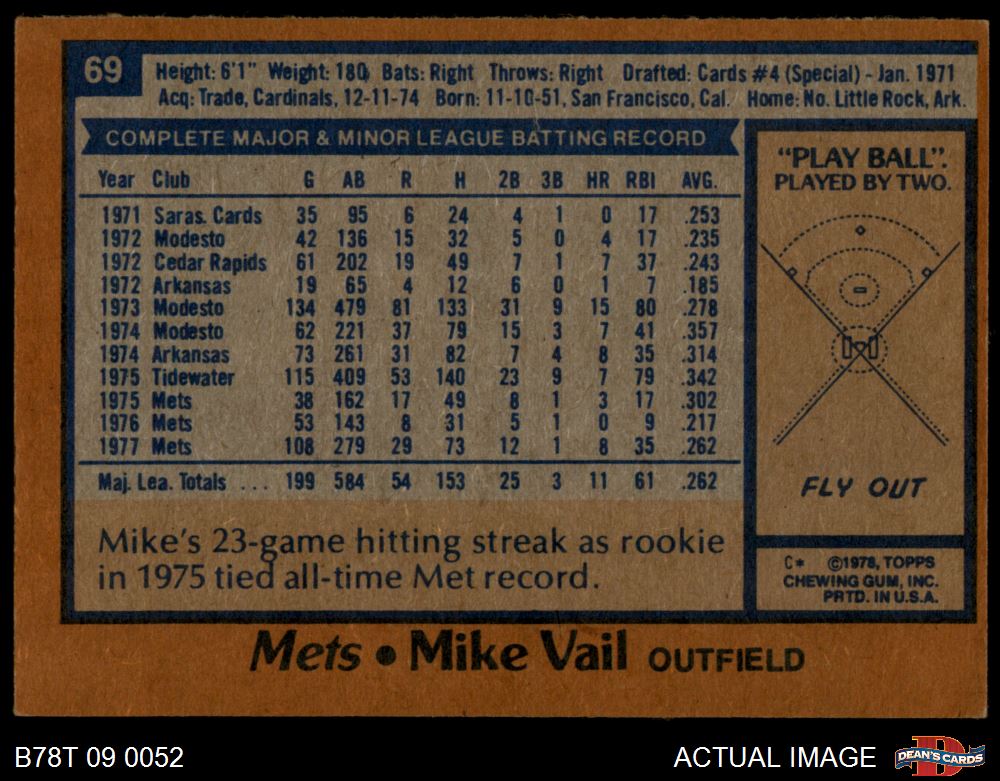 69
Height: 6'1" Weight: 180 Bats: Right Throws: Right Drafted: Cards #4 (Special) - Jan. 1971
Acq: Trade, Cardinals, 12-11-74 Born: 11-10-51, San Francisco, Cal. Home: No. Little Rock, Ark.
COMPLETE MAJOR & MINOR LEAGUE BATTING RECORD
Year Club G AB R H 2B 3B HR RBI AVG.
1971 Saras. Cards 35 95 6 24 4 1 0 17 .253
1972 Modesto 42 136 15 32 5 0 4 17 .235
1972 Cedar Rapids 61 202 19 49 7 1 7 37 .243
1972 Arkansas 19 65 4 12 6 0 1 7 .185
1973 Modesto 134 479 81 133 31 9 15 80 .278
1974 Modesto 62 221 37 79 15 3 7 41 .357
1974 Arkansas 73 261 31 82 7 4 8 35 .314
1975 Tidewater 115 409 53 140 23 9 7 79 .342
1975 Mets 38 162 17 49 8 1 3 17 .302
1976 Mets 53 143 8 31 5 1 0 9 .217
1977 Mets 108 279 29 73 12 1 8 35 .262
Maj. Lea. Totals ... 199 584 54 153 25 3 11 61 .262
Mike's 23-game hitting streak as rookie
in 1975 tied all-time Met record.
"PLAY BALL".
PLAYED BY TWO.
FLY OUT
C* ©1978, TOPPS
CHEWING GUM, INC.
PRTD. IN U.S.A.
Mets • Mike Vail OUTFIELD
B78T 09 0052
ACTUAL IMAGE
D
DEAN'S CARDS